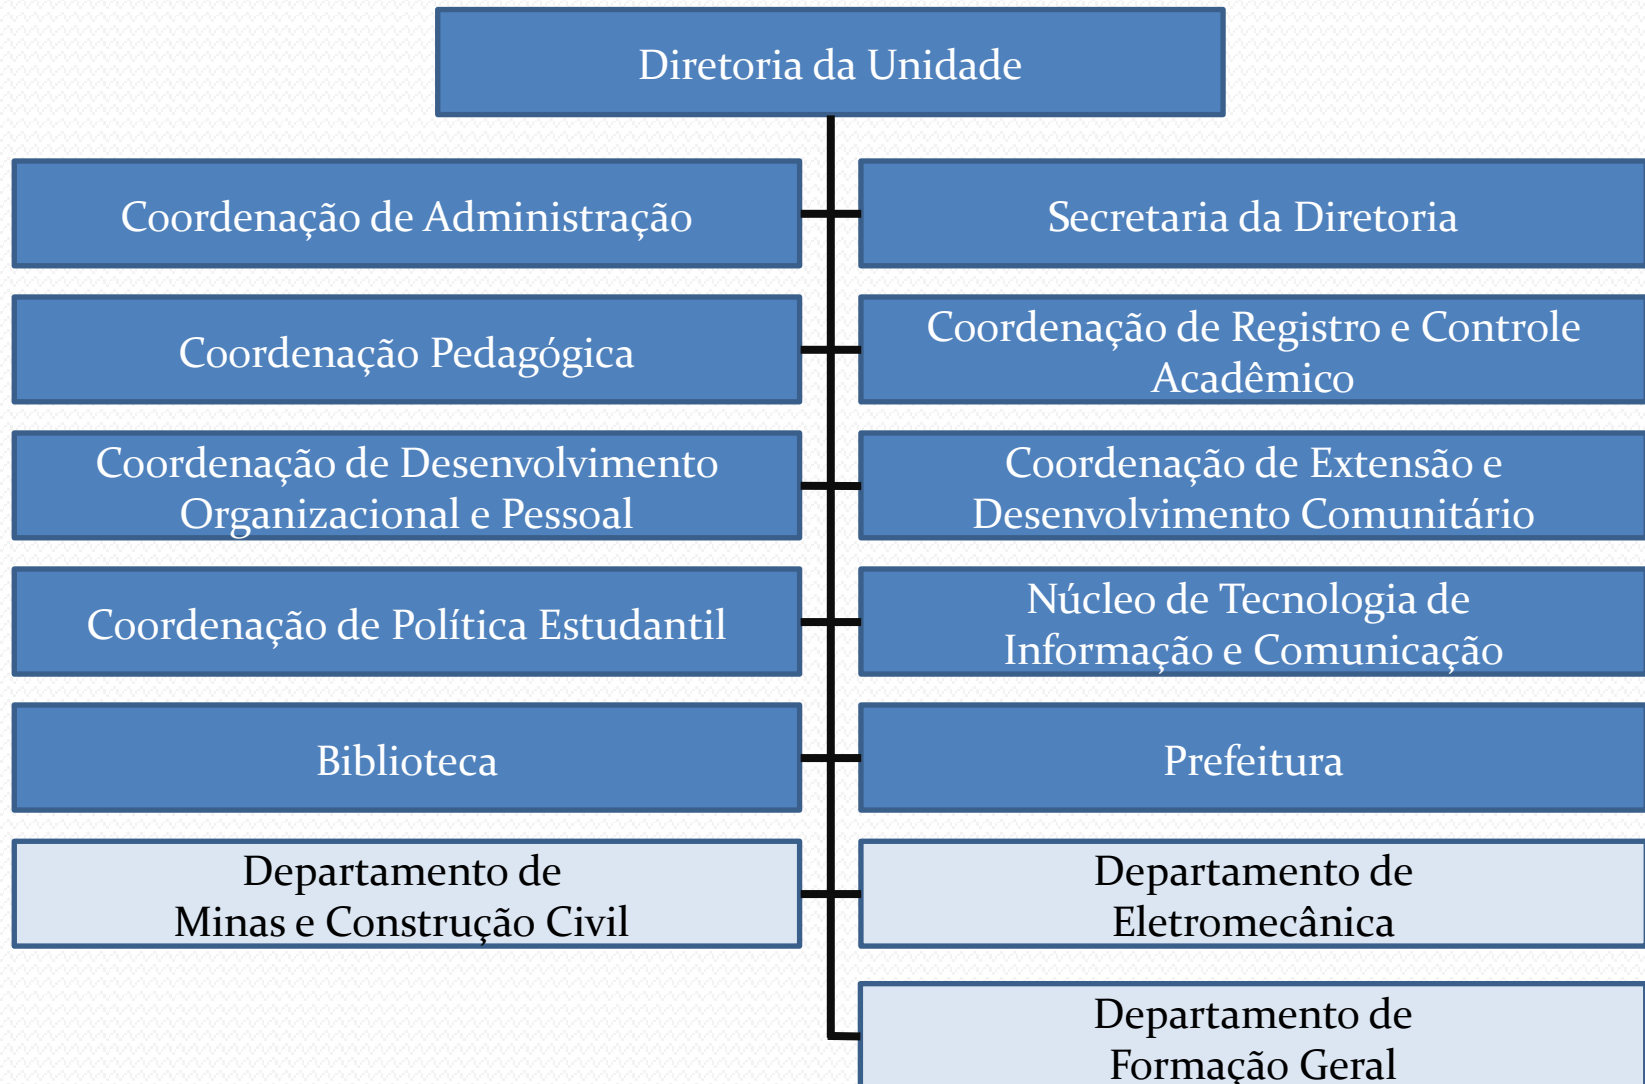 Diretoria da Unidade
Coordenação de Administração
Secretaria da Diretoria
Coordenação Pedagógica
Coordenação de Registro e Controle
Acadêmico
Coordenação de Desenvolvimento
Organizacional e Pessoal
Coordenação de Extensão e
Desenvolvimento Comunitário
Coordenação de Política Estudantil
Núcleo de Tecnologia de
Informação e Comunicação
Biblioteca
Prefeitura
Departamento de
Minas e Construção Civil
Departamento de
Eletromecânica
Departamento de
Formação Geral